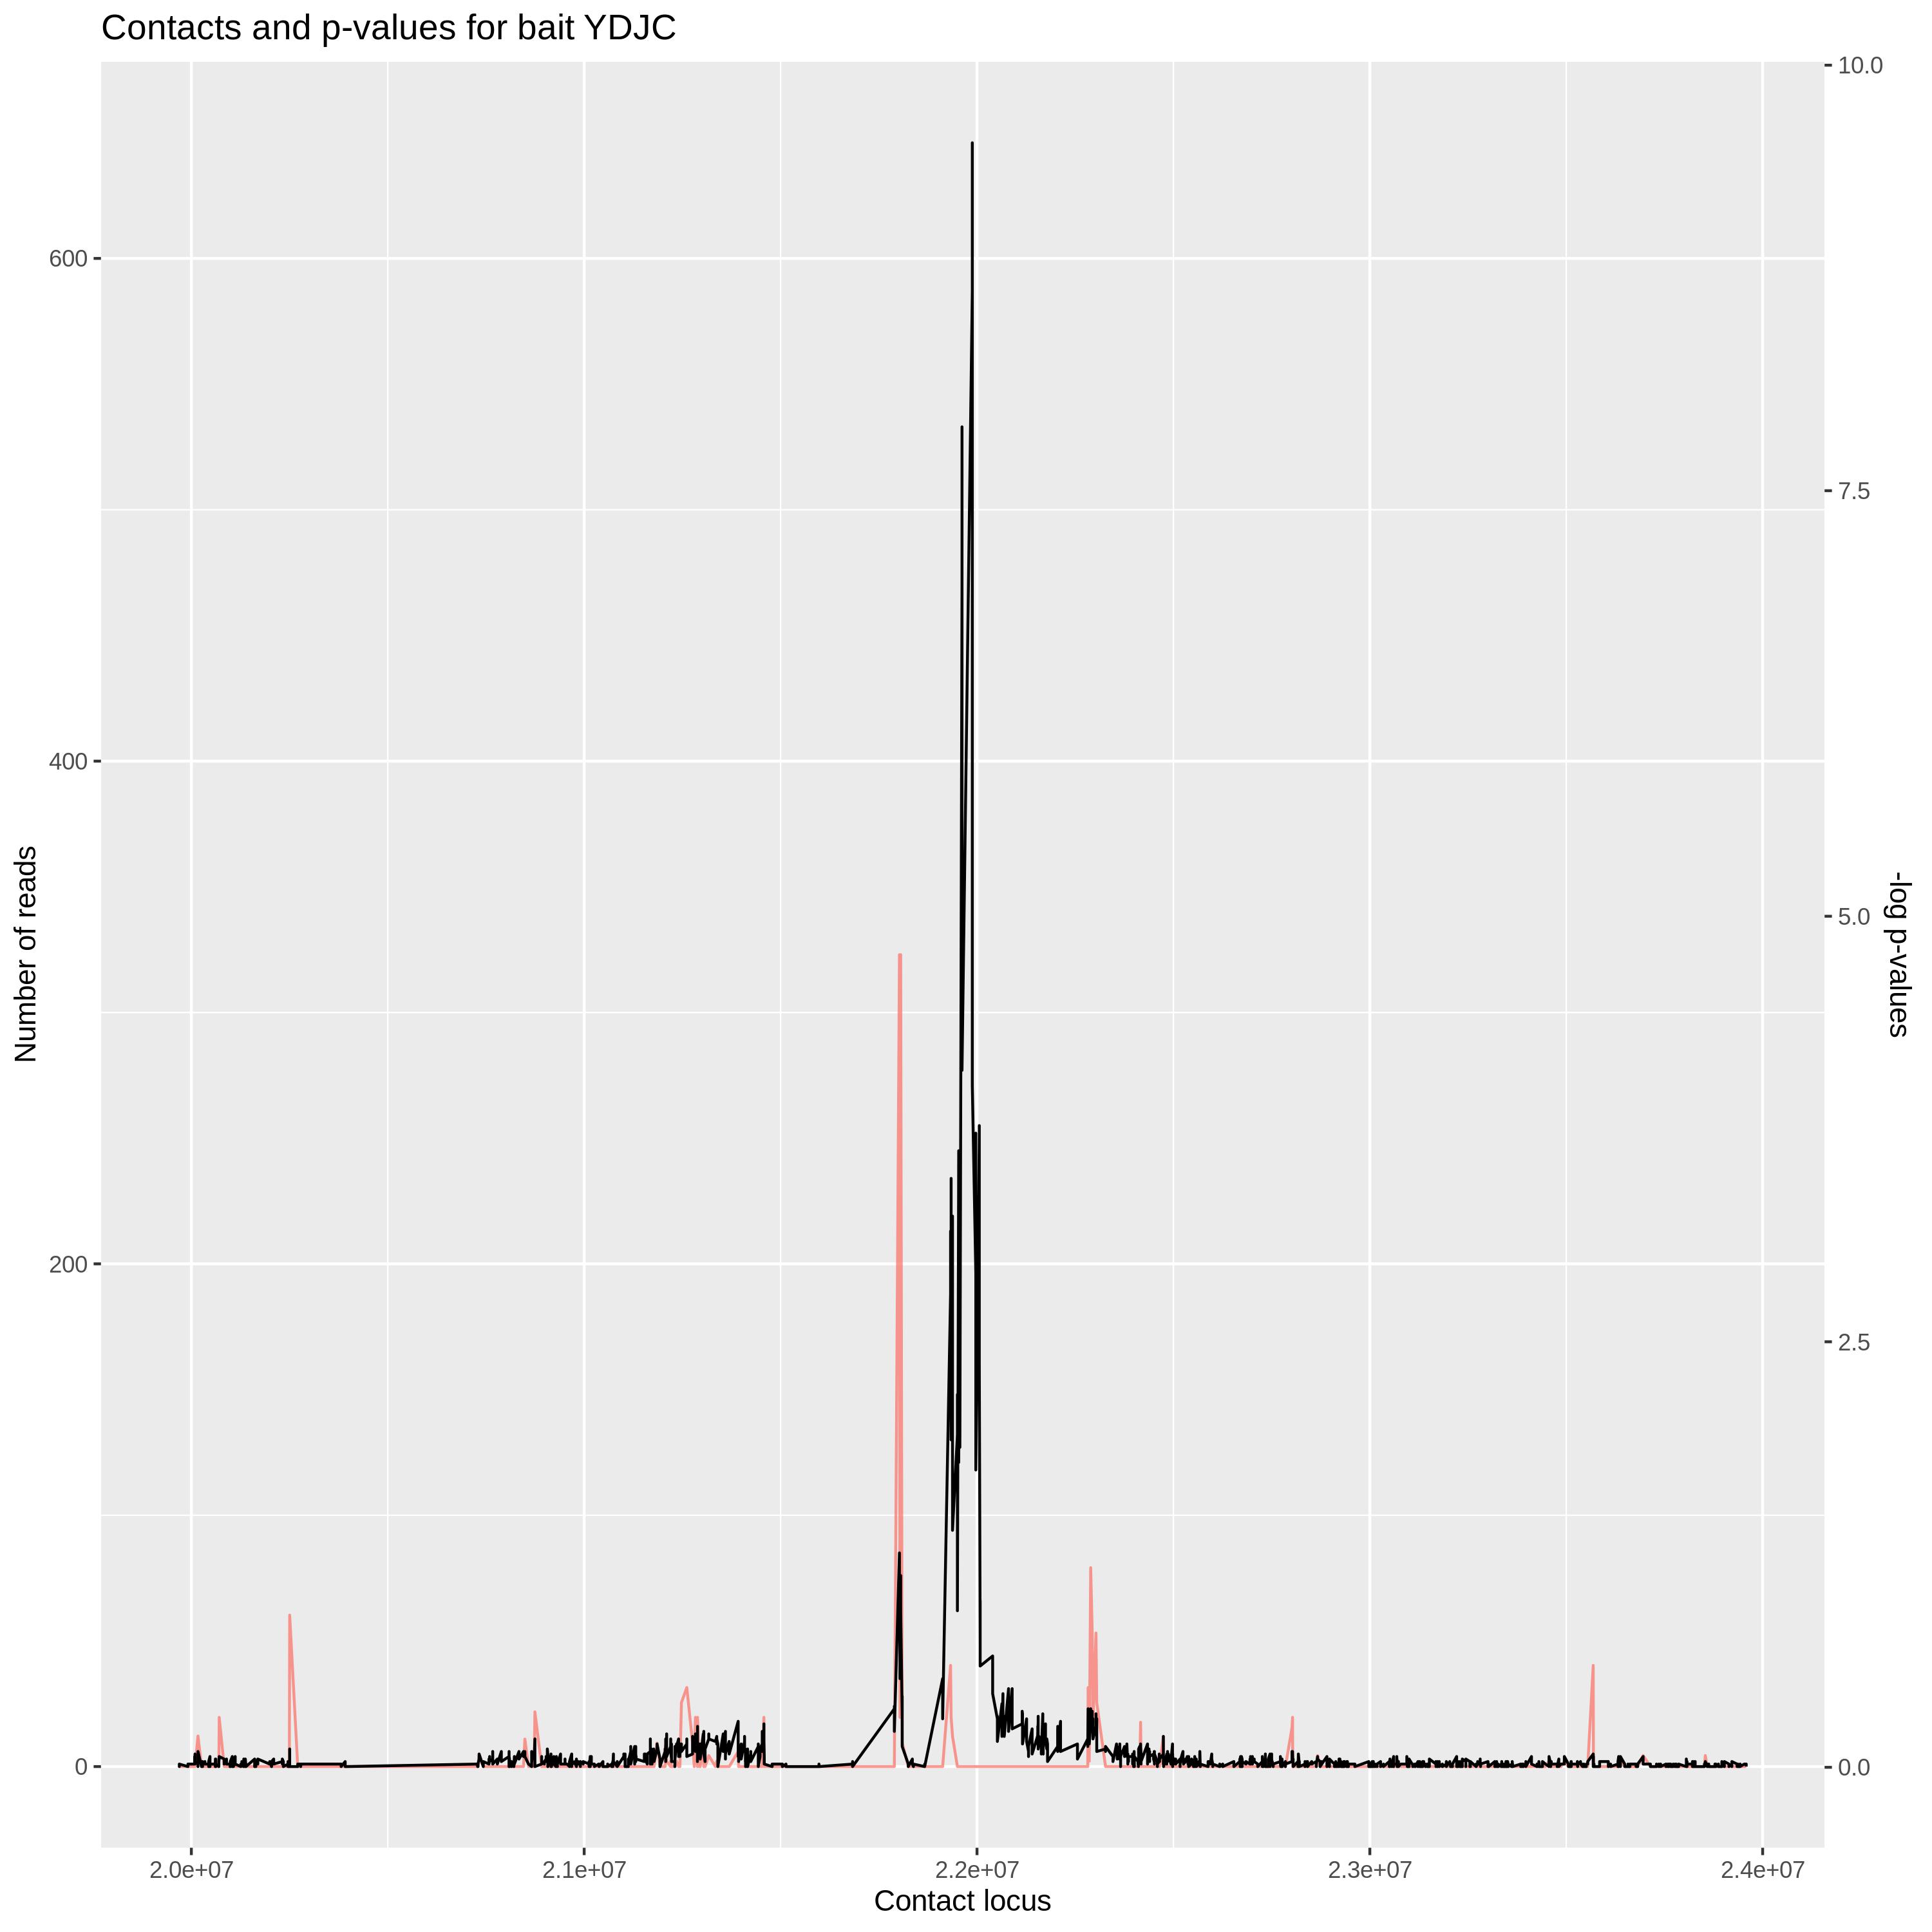 Contacts and p-values for bait YDJC
10.0
600
7.5
400
5.0
Number of reads
-log p-values
200
2.5
0
0.0
2.0e+07
2.1e+07
2.2e+07
2.3e+07
2.4e+07
Contact locus